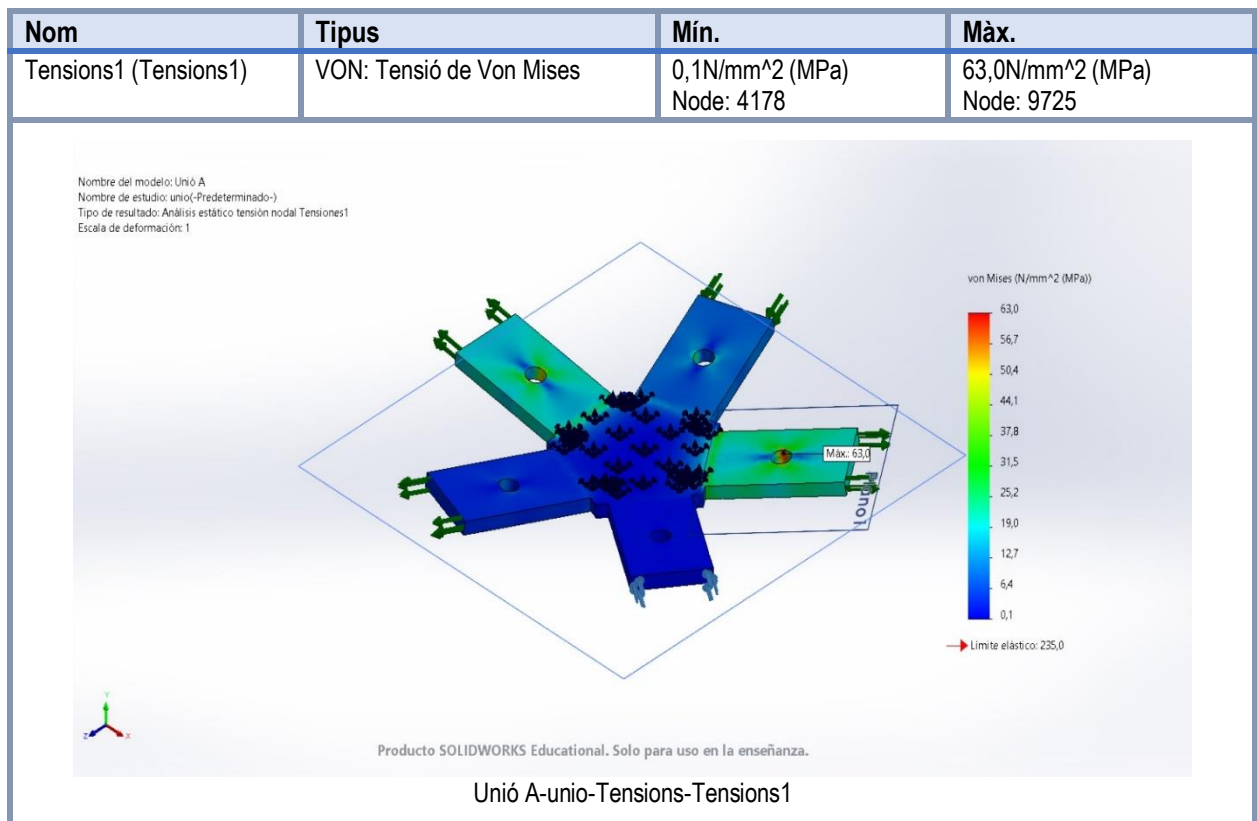 Nom Tipus Mín. Màx.
Tensions1 (Tensions1) VON: Tensió de Von Mises 0,1N/mm^2 (MPa) 63,0N/mm^2 (MPa)
Node: 4178 Node: 9725
Nombre del modelo: Unió A
Nombre de estudio: unio(-Predeterminado-)
Tipo de resultado: Análisis estático tensión nodal Tensiones1
Escala de deformación: 1
von Mises (N/mm^2 (MPa))
63,0
56,7
50,4
44,1
37,8
31,5
25,2
19,0
12,7
6,4
0,1
Límite elástico: 235,0
Máx.: 63,0
Plano1
Y
Z X
Producto SOLIDWORKS Educational. Solo para uso en la enseñanza.
Unió A-unio-Tensions-Tensions1